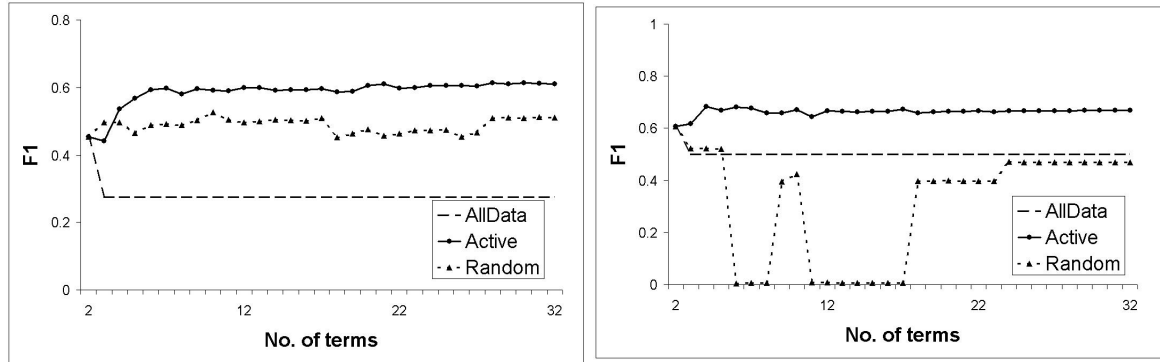 0.8
0.6
0.4
0.2
0
F1
2 12 22 32
No. of terms
AllData
Active
Random
1
0.8
0.6
0.4
0.2
0
F1
2 12 22 32
No. of terms
AllData
Active
Random